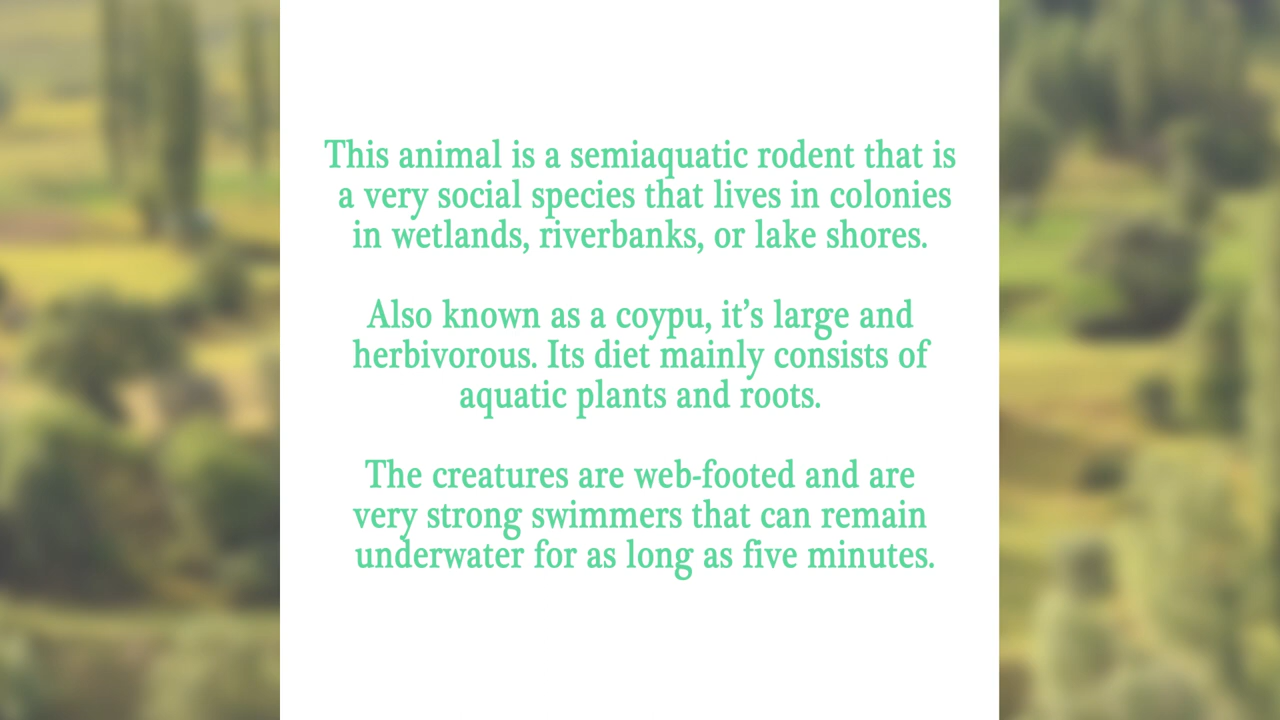 This animal is a semiaquatic rodent that is
a very social species that lives in colonies
in wetlands, riverbanks, or lake shores.
Also known as a coypu, it’s large and
herbivorous. Its diet mainly consists of
aquatic plants and roots.
The creatures are web-footed and are
very strong swimmers that can remain
underwater for as long as five minutes.